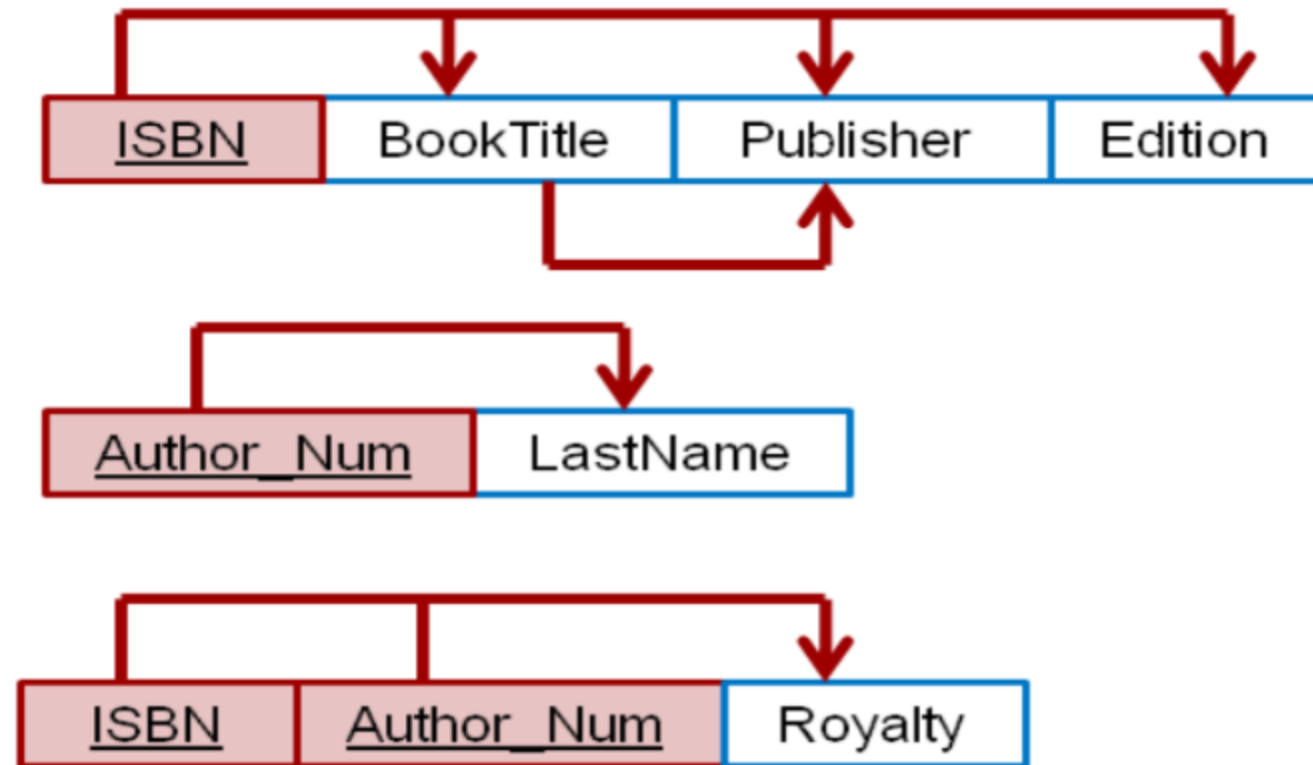 ISBN BookTitle Publisher Edition
Author_Num LastName
ISBN Author_Num Royalty